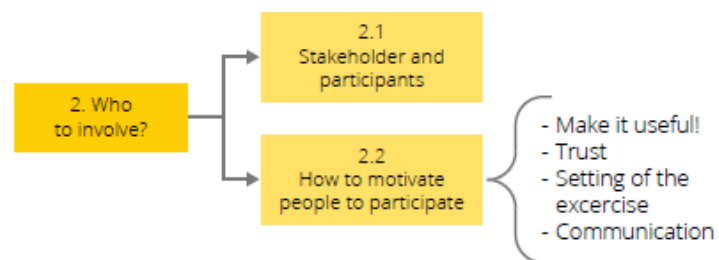 2. Who
to involve?
2.1
Stakeholder and
participants
2.2
How to motivate
people to participate
- Make it useful!
- Trust
- Setting of the
excercise
- Communication